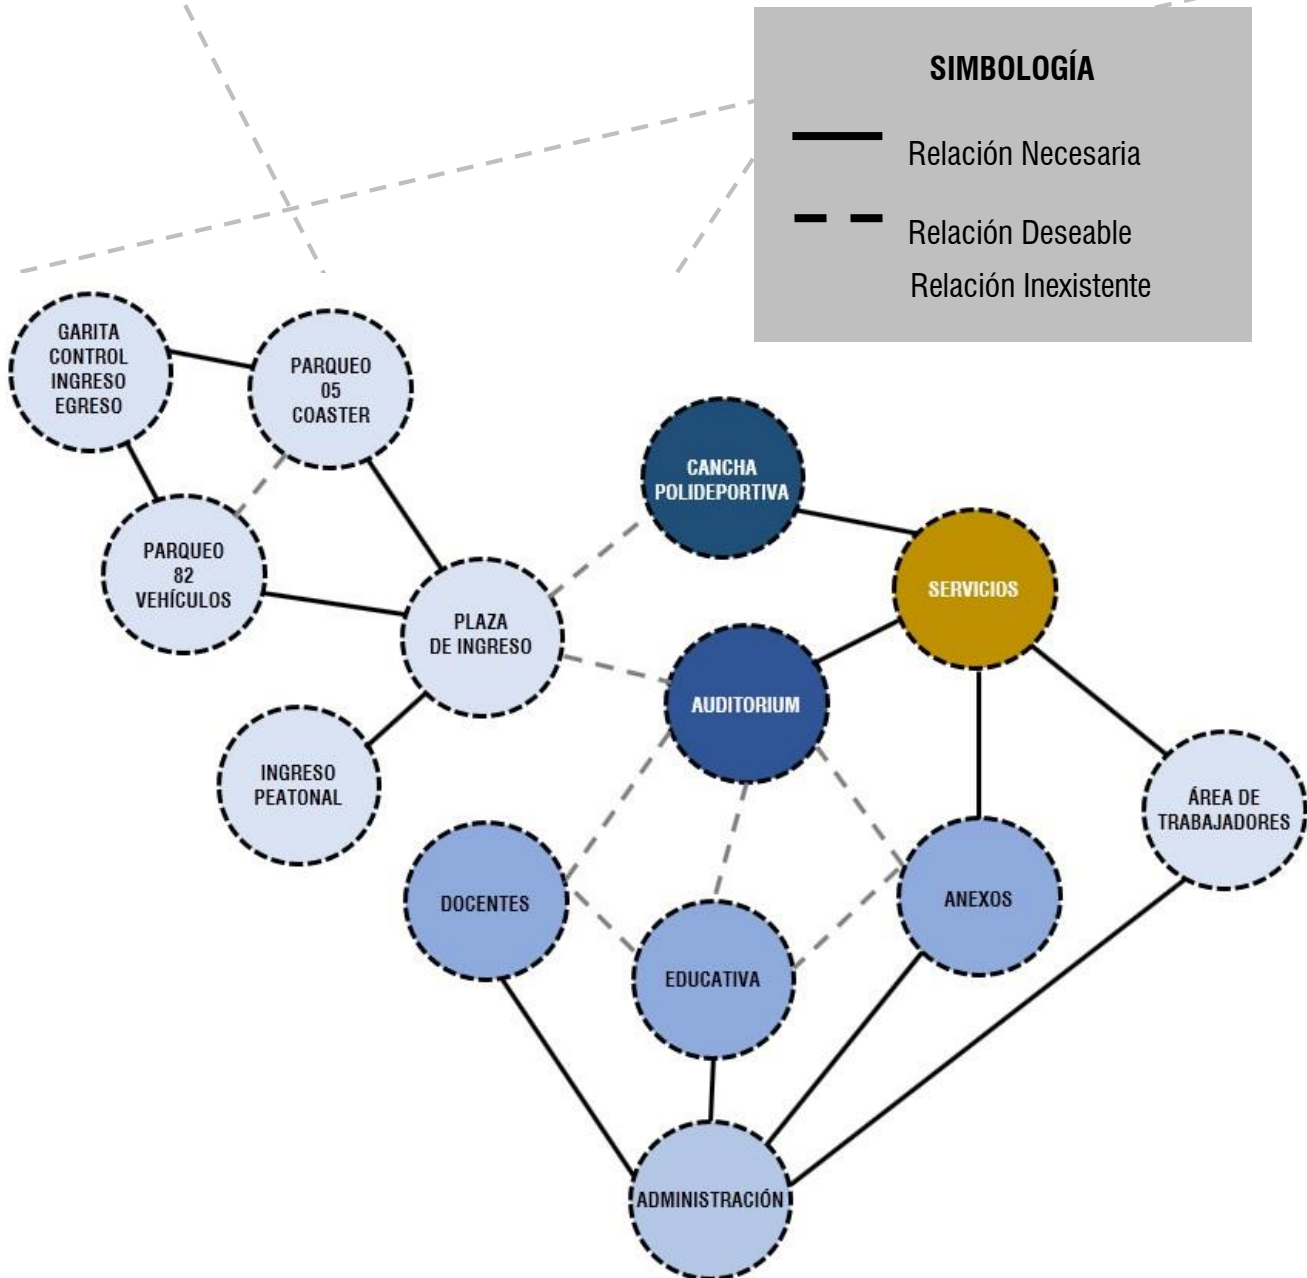 SIMBOLOGÍA
Relación Necesaria
Relación Deseable
Relación Inexistente
GARITA
CONTROL
INGRESO
EGRESO
PARQUEO
05
COASTER
CANCHA
POLIDEPORTIVA
PARQUEO
82
VEHÍCULOS
SERVICIOS
PLAZA
DE INGRESO
AUDITORIUM
INGRESO
PEATONAL
ÁREA DE
TRABAJADORES
DOCENTES
ANEXOS
EDUCATIVA
ADMINISTRACIÓN